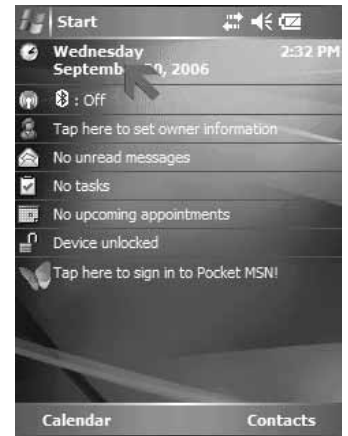 Start
Wednesday
2:32 PM
2006
: Off
Tap here to set owner information
No unread messages
No tasks
No upcoming appointments
Device unlocked
Tap here to sign in to Pocket MSN!
Calendar
Contacts